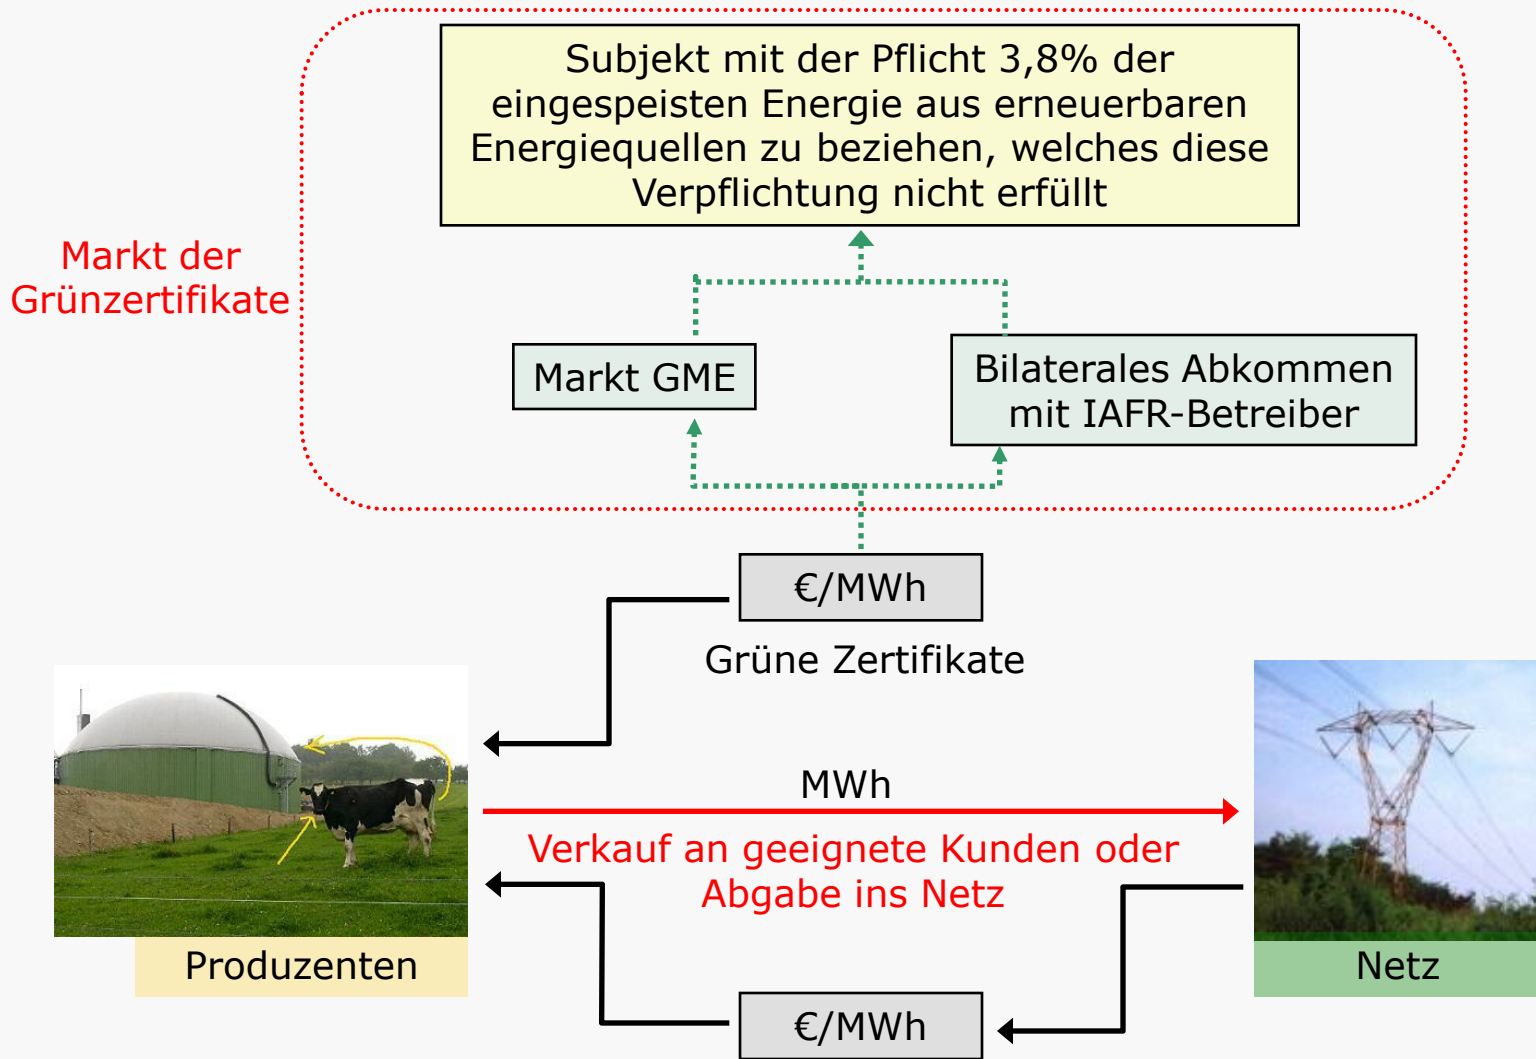 Subjekt mit der Pflicht 3,8% der
eingespeisten Energie aus erneuerbaren
Energiequellen zu beziehen, welches diese
Verpflichtung nicht erfüllt
Markt der
Grünzertifikate
Markt GME
Bilaterales Abkommen
mit IAFR-Betreiber
€/MWh
Grüne Zertifikate
MWh
Verkauf an geeignete Kunden oder
Abgabe ins Netz
Produzenten
Netz
€/MWh